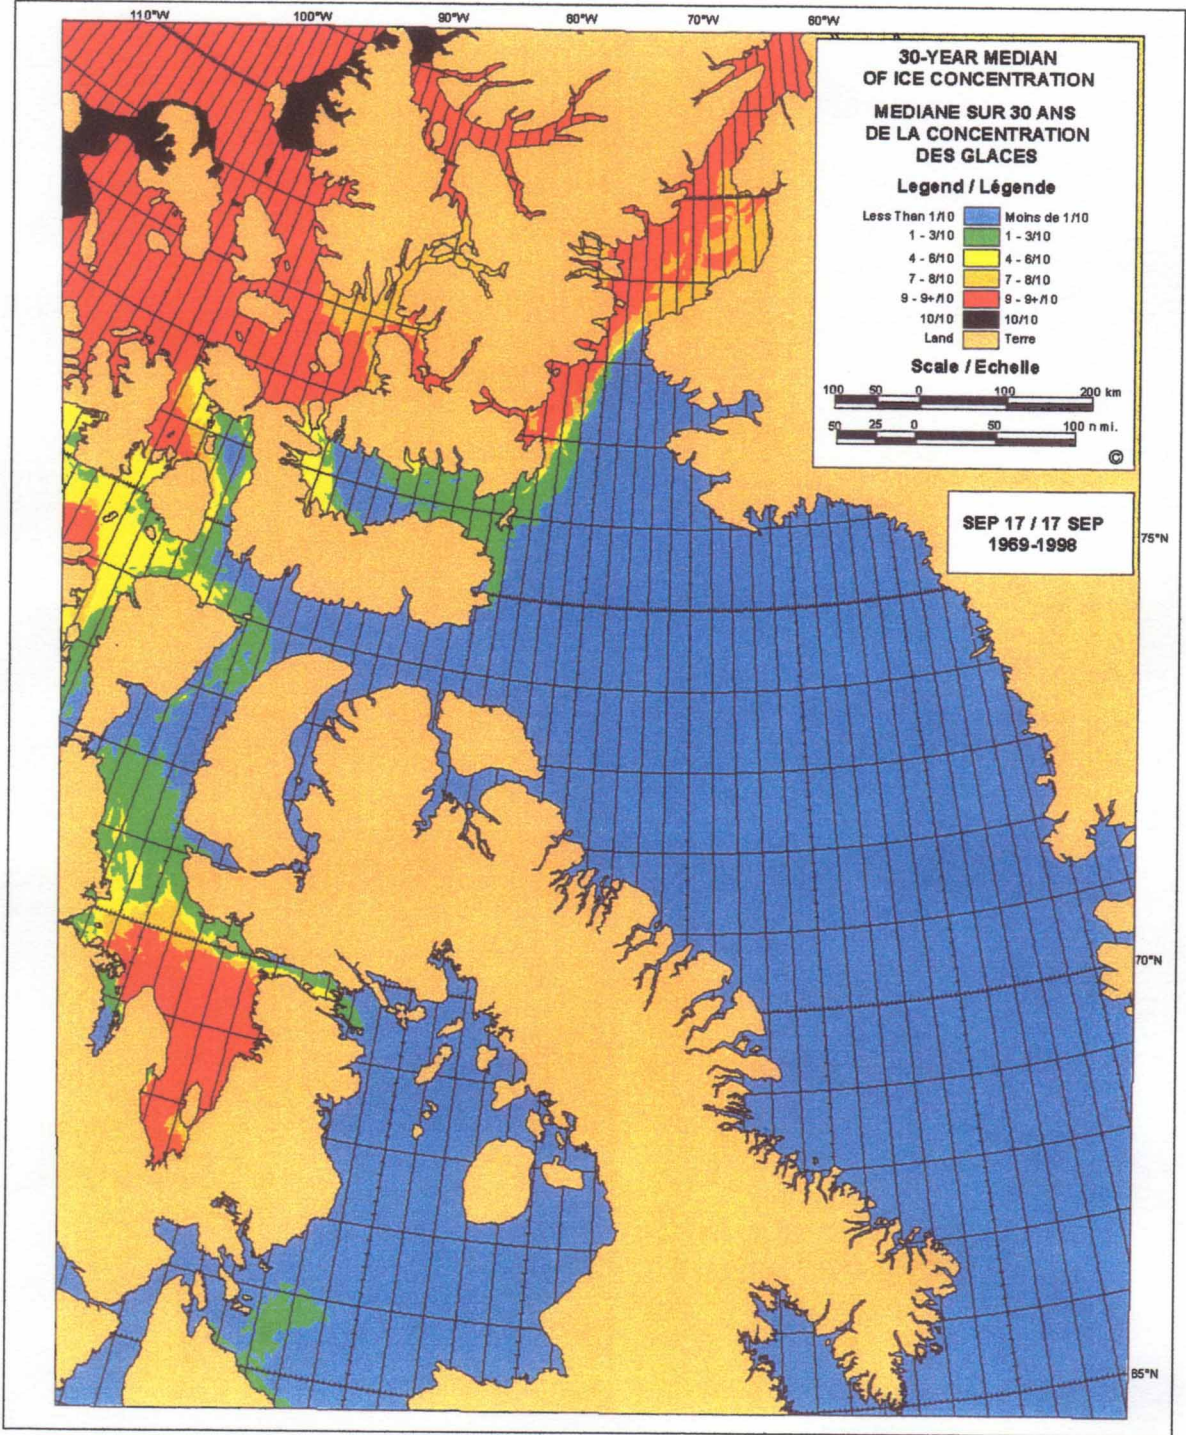 110°W 100°W 90°W 80°W 70°W 60°W
30-YEAR MEDIAN
OF ICE CONCENTRATION
MEDIANE SUR 30 ANS
DE LA CONCENTRATION
DES GLACES
Legend / Légende
Less Than 1/10 Moins de 1/10
1 - 3/10 1 - 3/10
4 - 6/10 4 - 6/10
7 - 8/10 7 - 8/10
9 - 9+/10 9 - 9+/10
10/10 10/10
Land Terre
Scale / Echelle
100 50 0 100 200 km
50 25 0 50 100 n mi.
©
SEP 17 / 17 SEP
1969-1998
75°N
70°N
65°N